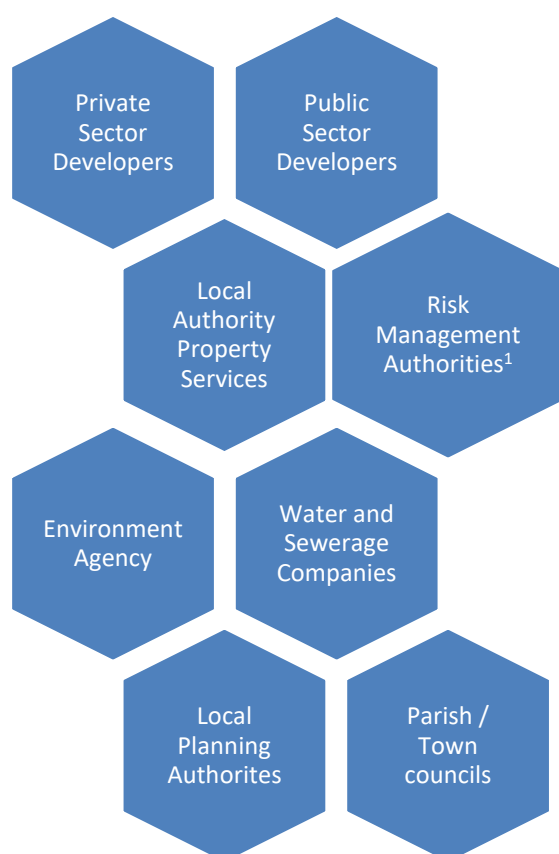 Private
Sector
Developers
Public
Sector
Developers
Local
Authority
Property
Services
Risk
Management
Authorities¹
Environment
Agency
Water and
Sewerage
Companies
Local
Planning
Authorites
Parish /
Town
councils